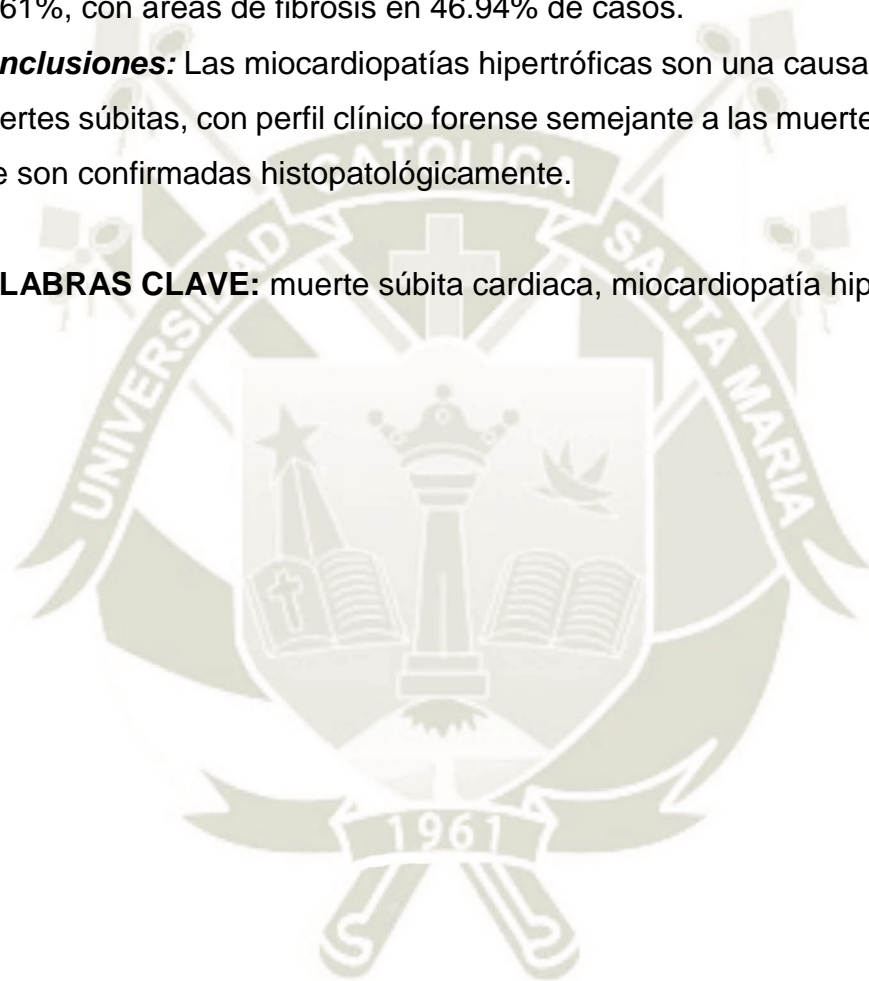 61%, con áreas de fibrosis en 46.94% de casos.
nclusiones: Las miocardiopatías hipertróficas son una causa
ertes súbitas, con perfil clínico forense semejante a las muerte
e son confirmadas histopatológicamente.
LABRAS CLAVE: muerte súbita cardiaca, miocardiopatía hip
UNIVERSIDAD CATOLICA SANTA MARIA
1961